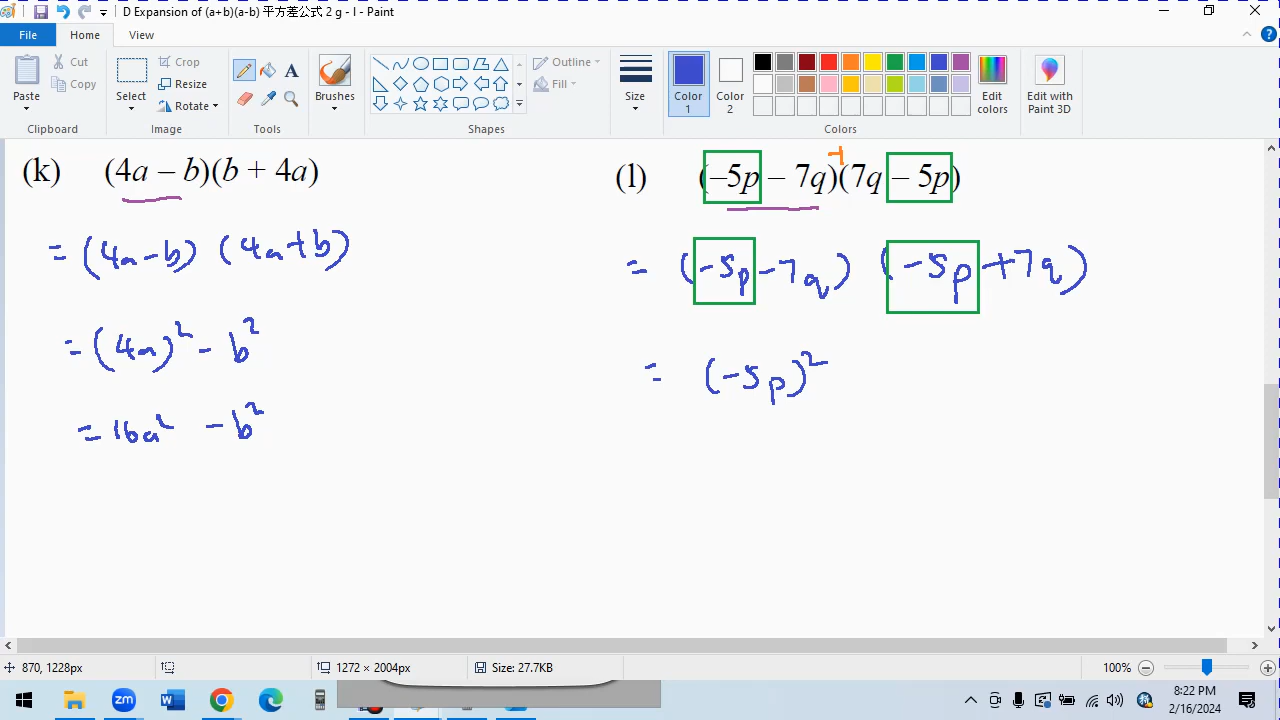 D Expansion of (a+b)(a-b) 平方差公式 2 g - l - Paint
File Home View
Paste Cut Copy Clipboard
Select Crop Resize Rotate Image
A Tools
Brushes
Shapes Outline Fill
Size
Color 1 Color 2 Colors Edit colors
Edit with Paint 3D
(k) (4a – b)(b + 4a)
= (4a-b) (4a+b)
= (4a)² - b²
= 16a² - b²
(l) (–5p – 7q)(7q – 5p)
+
= (-5p-7q) (-5p+7q)
= (-5p)²
870, 1228px 1272 × 2004px Size: 27.7KB 100%
zm W 8:22 PM
2/16/2024